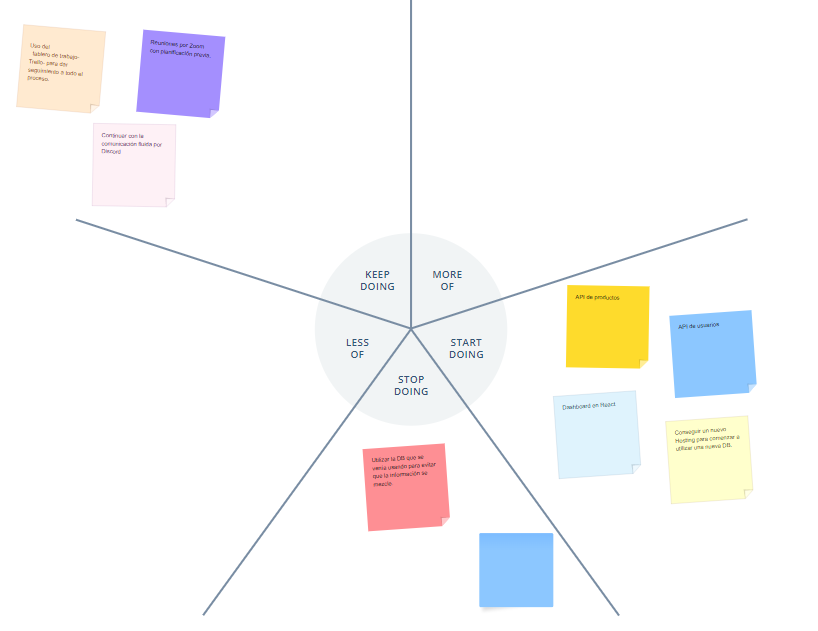 Uso del
Tablero de trabajo-
Trello- para dar
seguimiento a todo el
proceso.
Reuniones por Zoom
con planificación previa.
Continuar con la
comunicación fluida por
Discord
KEEP
DOING
MORE
OF
LESS
OF
START
DOING
STOP
DOING
API de productos
API de usuarios
Dashboard en React
Conseguir un nuevo
Hosting para comenzar a
utilizar una nueva DB.
Utilizar la DB que se
venía usando para evitar
que la información se
mezcle.